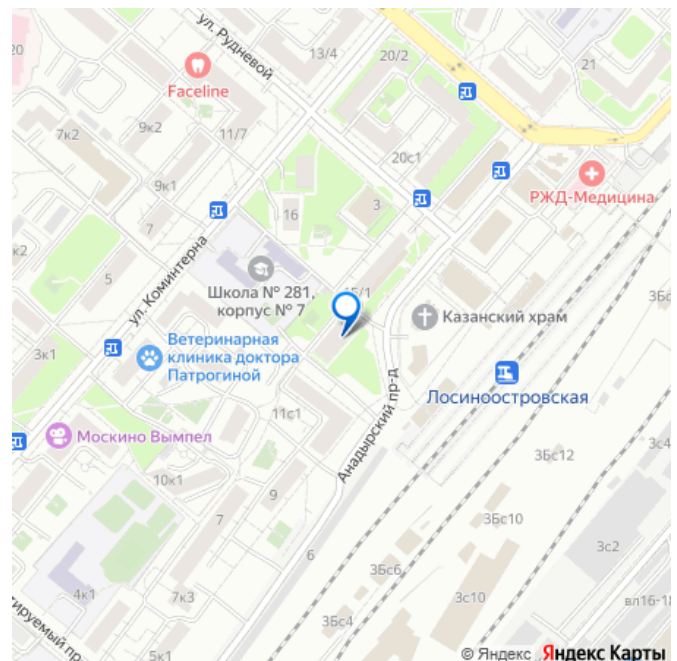 20
ул. Рудневой
13/4
20/2
21
Faceline
7к2
9к2
11/7
20с1
РЖД-Медицина
9к1
16
3
7
к2
5
ул. Коминтерна
Школа № 281,
корпус № 7
15/1
Казанский храм
3к1
Ветеринарная
клиника доктора
Патрогиной
Лосиноостровская
11с1
Анадырский пр-д
Москино Вымпел
3Бс12
3с4
10к1
9
7
3Бс10
6
3Бс6
3с2
4к1
7к3
3с10
вл16-18
3Бс4
5к1
© Яндекс Яндекс Карты